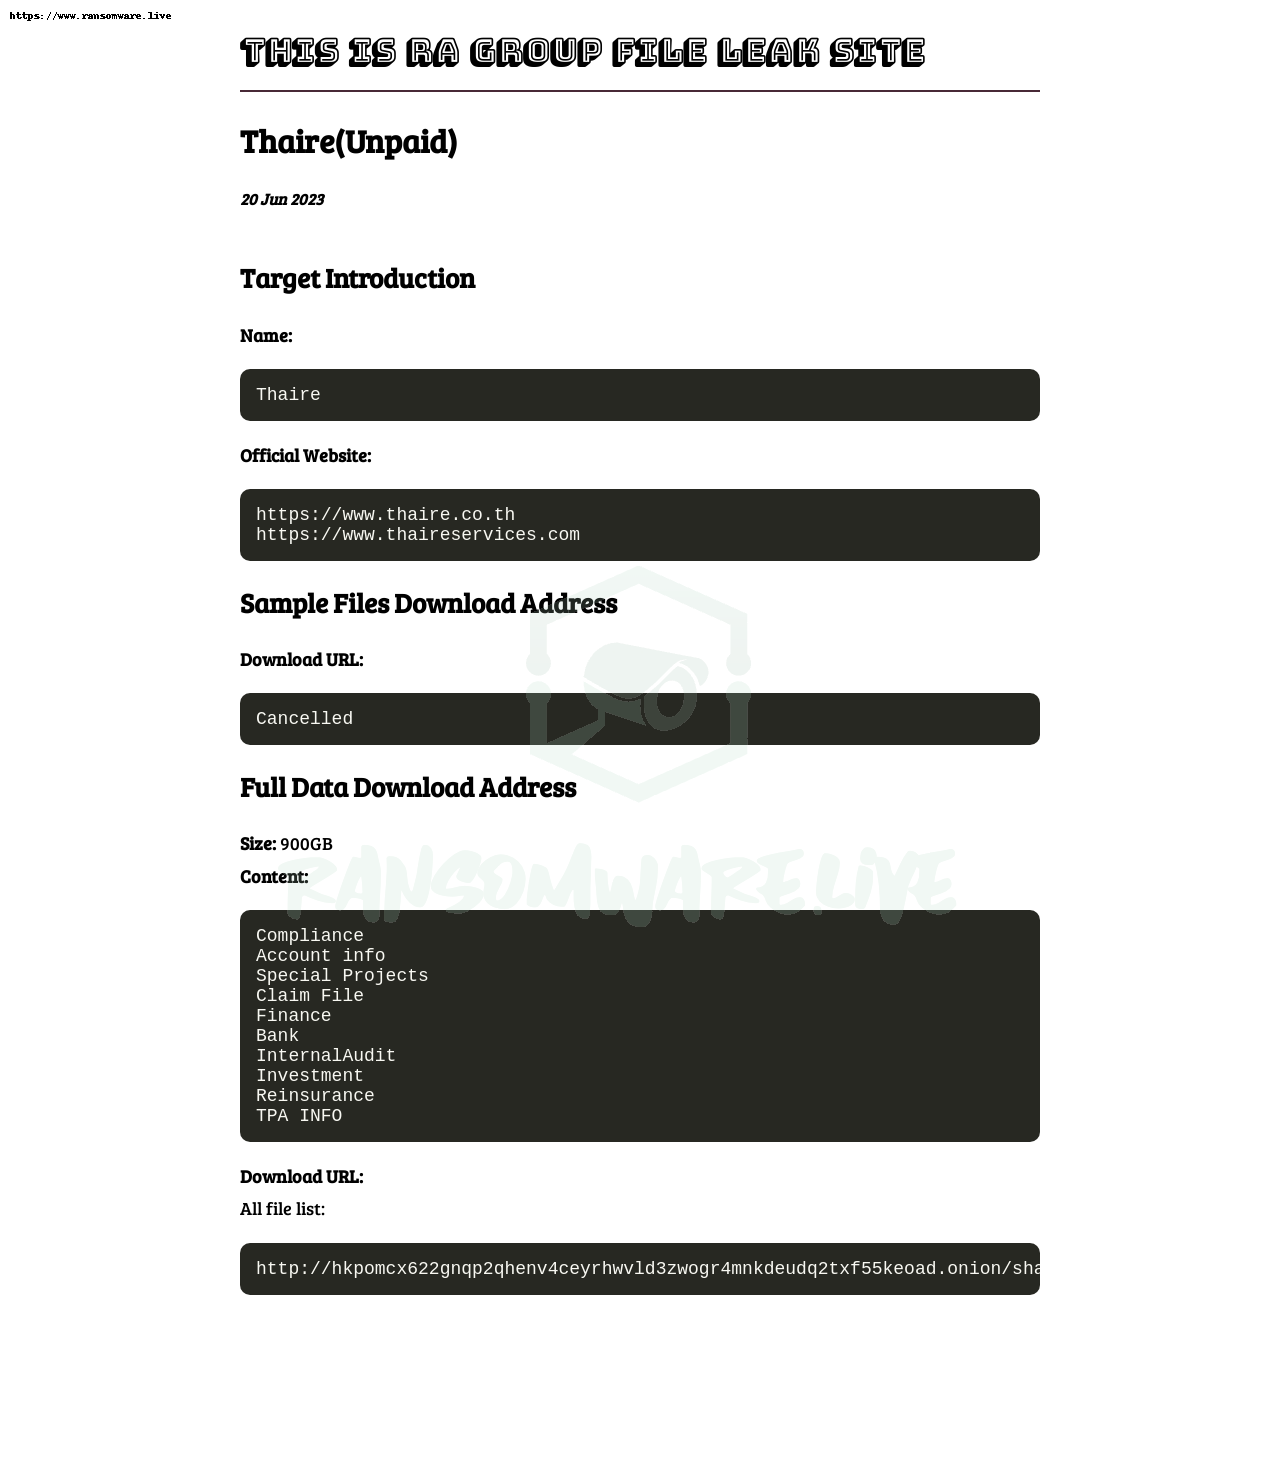 https://www.ransomware.live
THIS IS RA GROUP FILE LEAK SITE
Thaire(Unpaid)
20 Jun 2023
Target Introduction
Name:
Thaire
Official Website:
https://www.thaire.co.th
https://www.thaireservices.com
Sample Files Download Address
Download URL:
Cancelled
Full Data Download Address
Size: 900GB
Content:
RANSOMWARE.LIVE
Compliance
Account info
Special Projects
Claim File
Finance
Bank
InternalAudit
Investment
Reinsurance
TPA INFO
Download URL:
All file list:
http://hkpomcx622gnqp2qhenv4ceyrhwvld3zwogr4mnkdeudq2txf55keoad.onion/sha